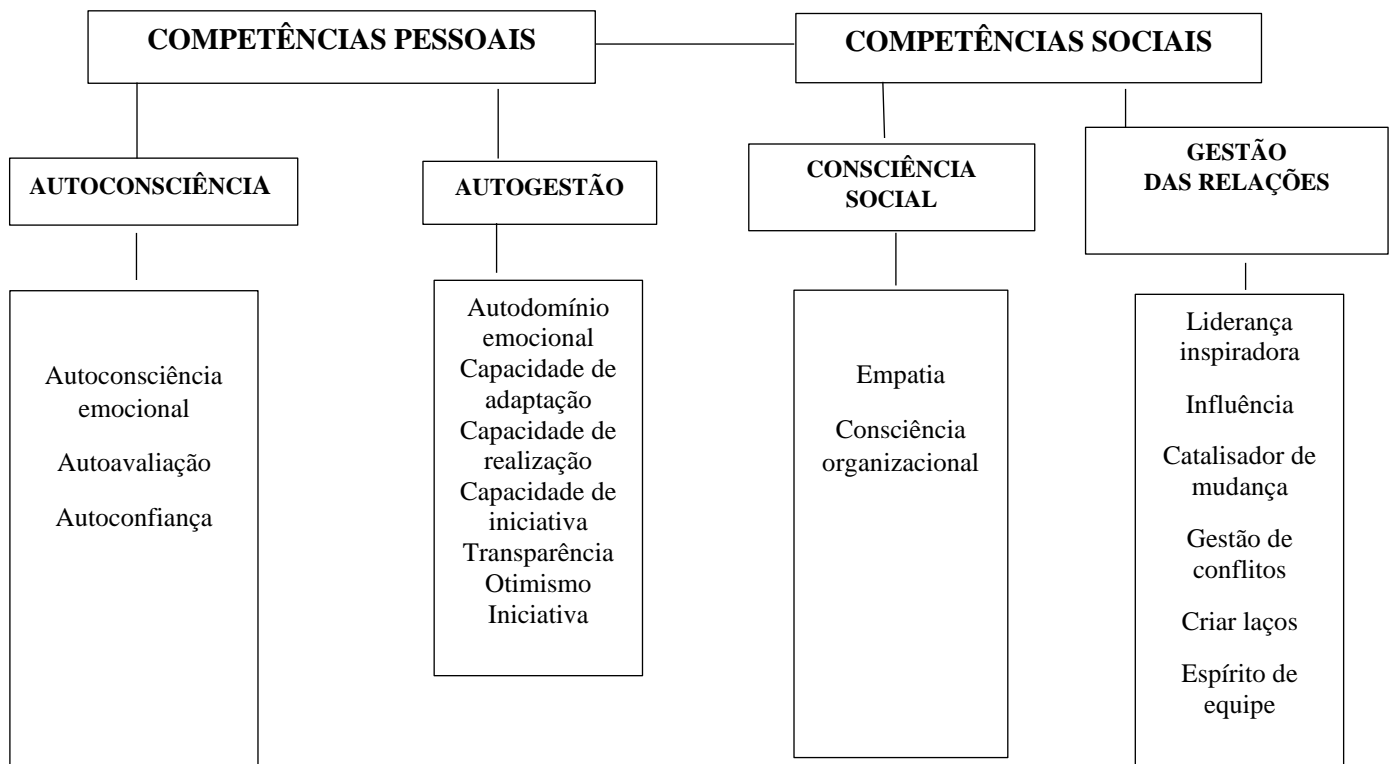 COMPETÊNCIAS PESSOAIS
COMPETÊNCIAS SOCIAIS
AUTOCONSCIÊNCIA
AUTOGESTÃO
CONSCIÊNCIA
SOCIAL
GESTÃO
DAS RELAÇÕES
Autoconsciência
emocional
Autoavaliação
Autoconfiança
Autodomínio
emocional
Capacidade de
adaptação
Capacidade de
realização
Capacidade de
iniciativa
Transparência
Otimismo
Iniciativa
Empatia
Consciência
organizacional
Liderança
inspiradora
Influência
Catalisador de
mudança
Gestão de
conflitos
Criar laços
Espírito de
equipe